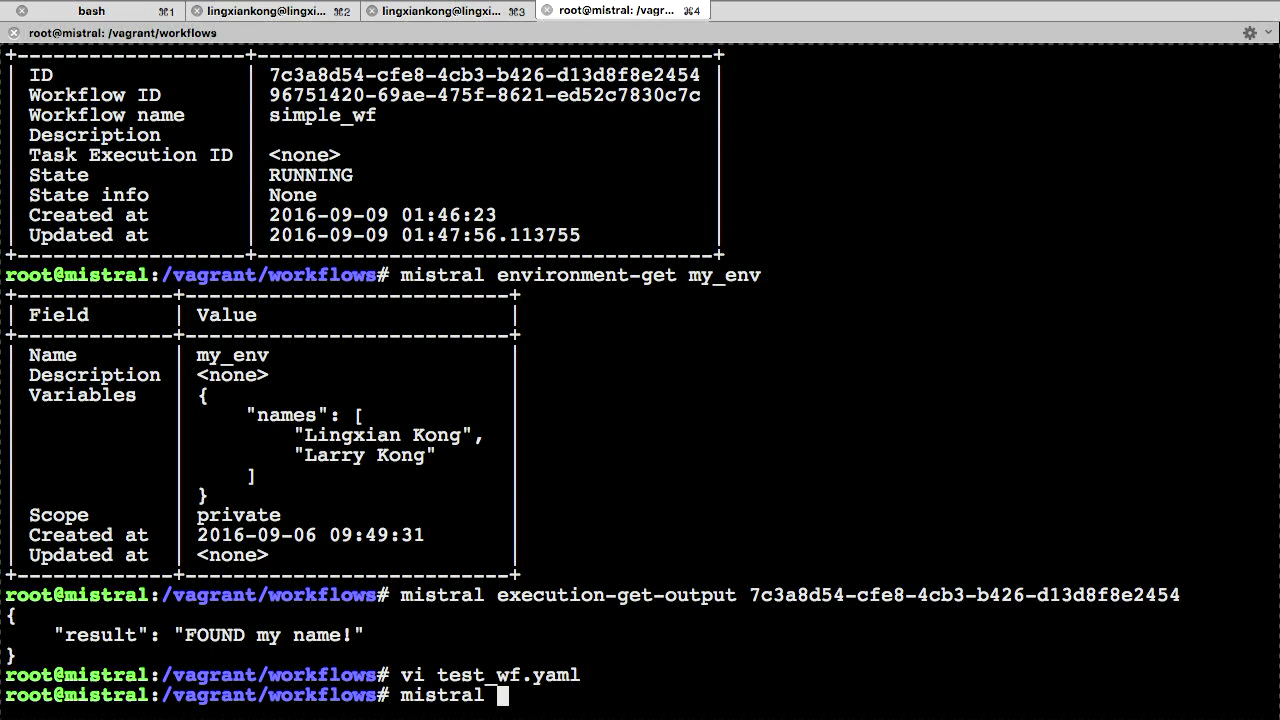 bash ⌘1 lingxiankong@lingxi... ⌘2 lingxiankong@lingxi... ⌘3 root@mistral: /vagr... ⌘4
root@mistral: /vagrant/workflows
+-------------------+--------------------------------------+
| ID | 7c3a8d54-cfe8-4cb3-b426-d13d8f8e2454 |
| Workflow ID | 96751420-69ae-475f-8621-ed52c7830c7c |
| Workflow name | simple_wf |
| Description | |
| Task Execution ID | <none> |
| State | RUNNING |
| State info | None |
| Created at | 2016-09-09 01:46:23 |
| Updated at | 2016-09-09 01:47:56.113755 |
+-------------------+--------------------------------------+
root@mistral:/vagrant/workflows# mistral environment-get my_env
+-------------+---------------------------+
| Field | Value |
+-------------+---------------------------+
| Name | my_env |
| Description | <none> |
| Variables | { |
| | "names": [ |
| | "Lingxian Kong", |
| | "Larry Kong" |
| | ] |
| | } |
| Scope | private |
| Created at | 2016-09-06 09:49:31 |
| Updated at | <none> |
+-------------+---------------------------+
root@mistral:/vagrant/workflows# mistral execution-get-output 7c3a8d54-cfe8-4cb3-b426-d13d8f8e2454
{
"result": "FOUND my name!"
}
root@mistral:/vagrant/workflows# vi test_wf.yaml
root@mistral:/vagrant/workflows# mistral